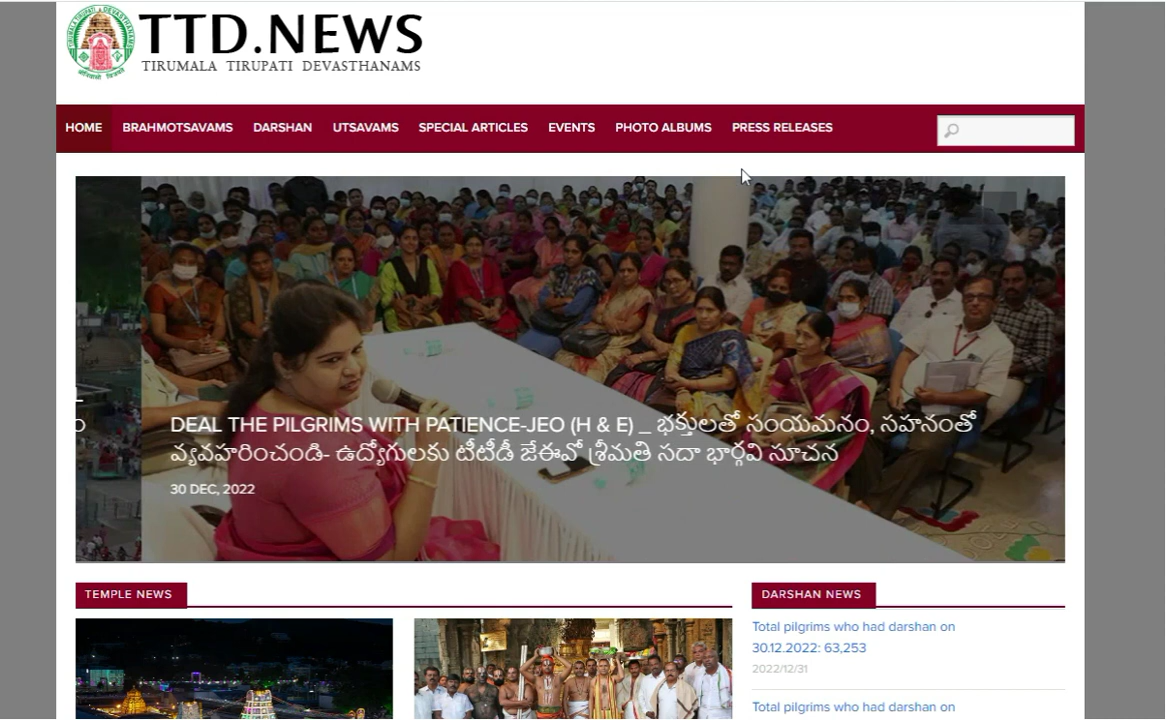 TTD.NEWS
TIRUMALA TIRUPATI DEVASTHANAMS
HOME BRAHMOTSAVAMS DARSHAN UTSAVAMS SPECIAL ARTICLES EVENTS PHOTO ALBUMS PRESS RELEASES
DEAL THE PILGRIMS WITH PATIENCE-JEO (H & E) _ భక్తులతో సంయమనం, సహనంతో
వ్యవహరించండి- ఉద్యోగులకు టీటీడీ జేఈవో శ్రీమతి సదా భార్గవి సూచన
30 DEC, 2022
TEMPLE NEWS
DARSHAN NEWS
Total pilgrims who had darshan on
30.12.2022: 63,253
2022/12/31
Total pilgrims who had darshan on